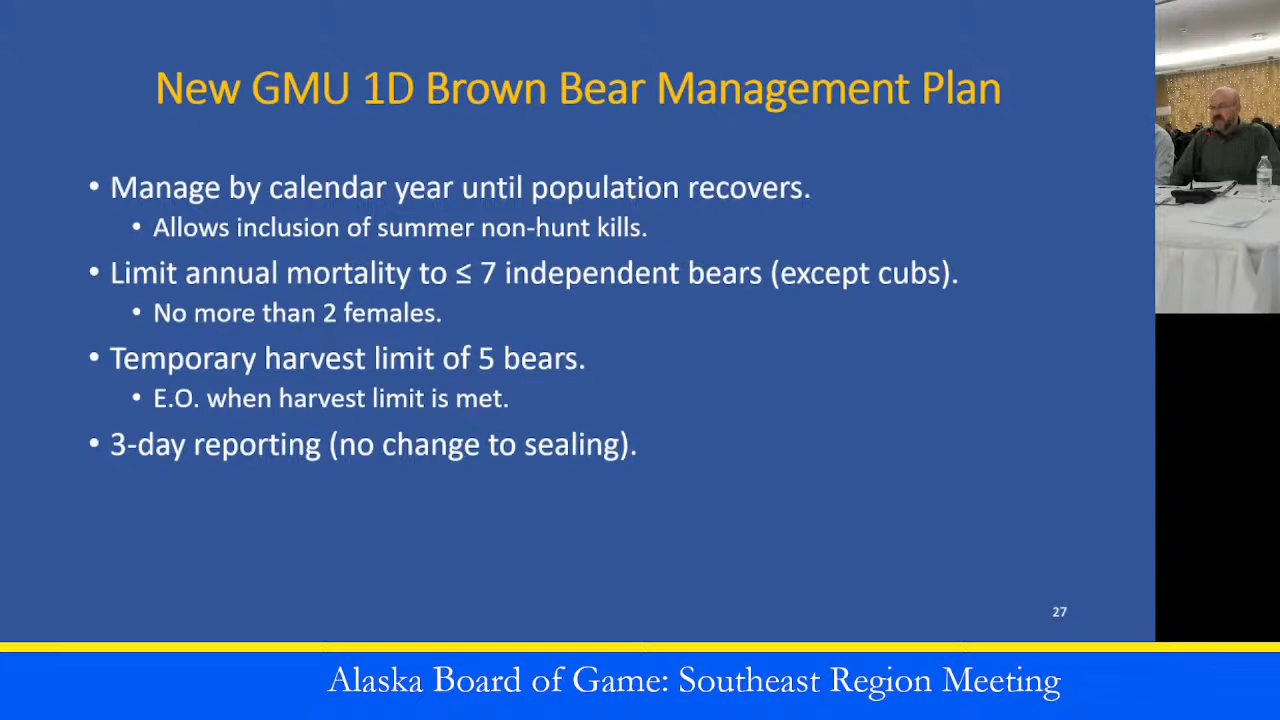 New GMU 1D Brown Bear Management Plan
• Manage by calendar year until population recovers.
• Allows inclusion of summer non-hunt kills.
• Limit annual mortality to ≤ 7 independent bears (except cubs).
• No more than 2 females.
• Temporary harvest limit of 5 bears.
• E.O. when harvest limit is met.
• 3-day reporting (no change to sealing).
27
Alaska Board of Game: Southeast Region Meeting